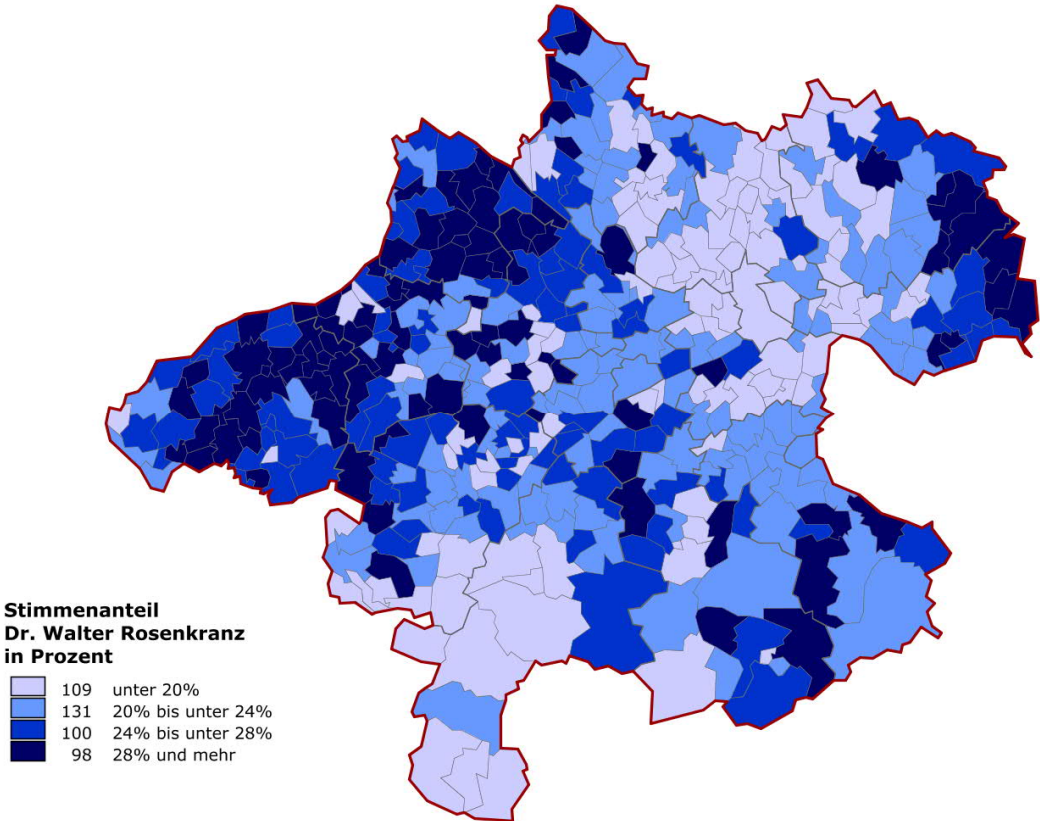 Stimmenanteil
Dr. Walter Rosenkranz
in Prozent
109 unter 20%
131 20% bis unter 24%
100 24% bis unter 28%
98 28% und mehr